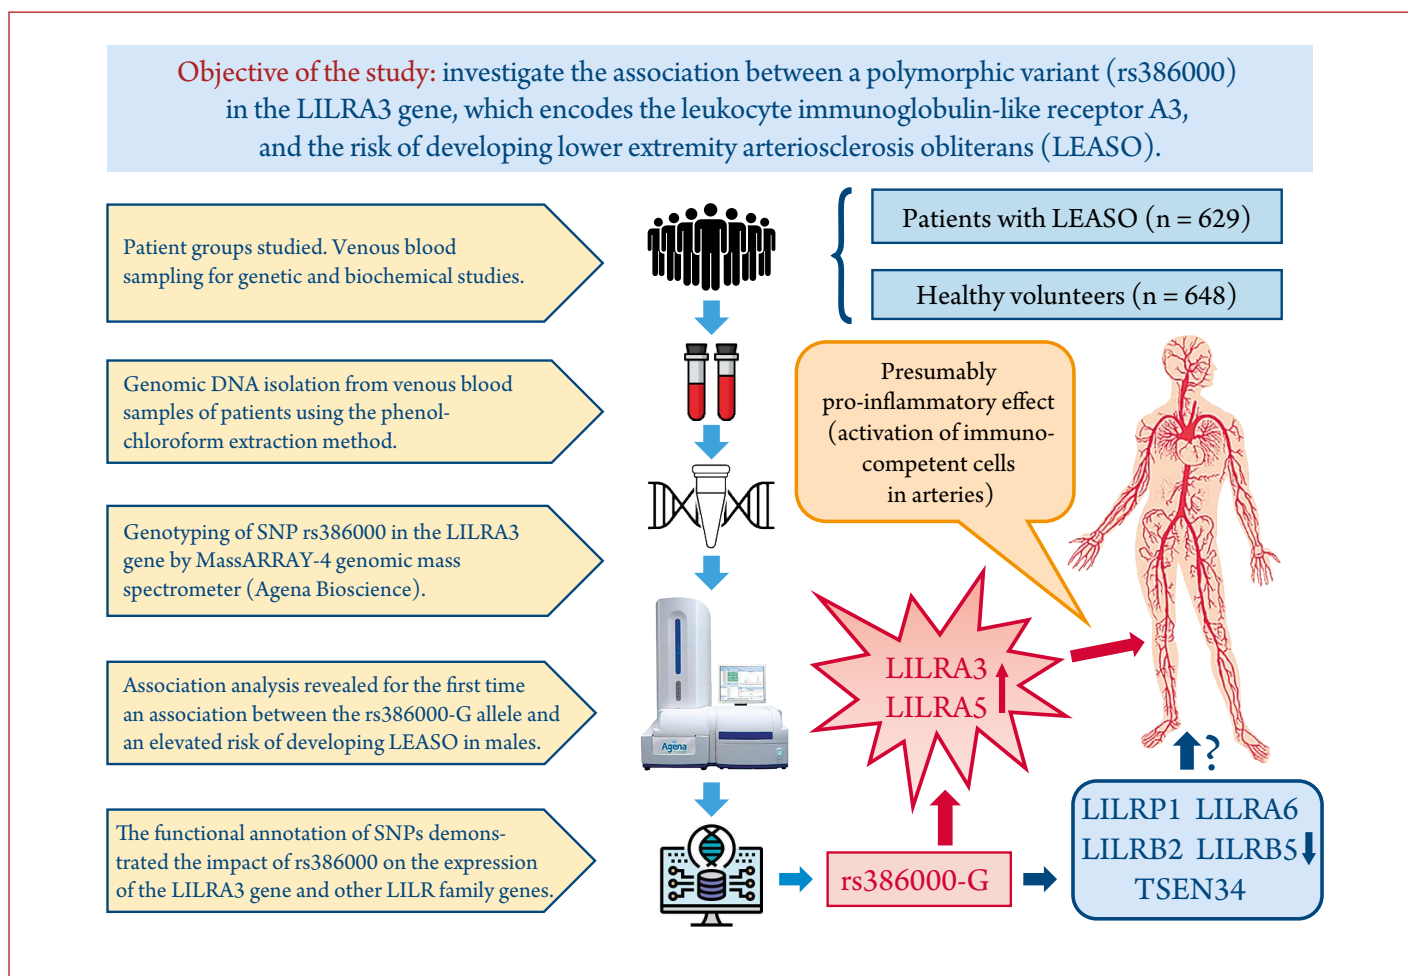 Objective of the study: investigate the association between a polymorphic variant (rs386000)
in the LILRA3 gene, which encodes the leukocyte immunoglobulin-like receptor A3,
and the risk of developing lower extremity arteriosclerosis obliterans (LEASO).
Patient groups studied. Venous blood
sampling for genetic and biochemical studies.
Patients with LEASO (n = 629)
Healthy volunteers (n = 648)
Genomic DNA isolation from venous blood
samples of patients using the phenol-
chloroform extraction method.
Presumably
pro-inflammatory effect
(activation of immuno-
competent cells
in arteries)
Genotyping of SNP rs386000 in the LILRA3
gene by MassARRAY-4 genomic mass
spectrometer (Agena Bioscience).
Association analysis revealed for the first time
an association between the rs386000-G allele and
an elevated risk of developing LEASO in males.
Agena
LILRA3
LILRA5
?
The functional annotation of SNPs demons-
trated the impact of rs386000 on the expression
of the LILRA3 gene and other LILR family genes.
rs386000-G
LILRP1 LILRA6
LILRB2 LILRB5
TSEN34